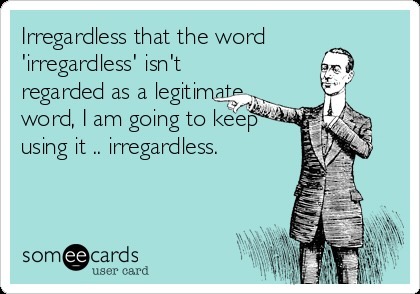 Irregardless that the word
'irregardless' isn't
regarded as a legitimate
word, I am going to keep
using it .. irregardless.
someecards
user card